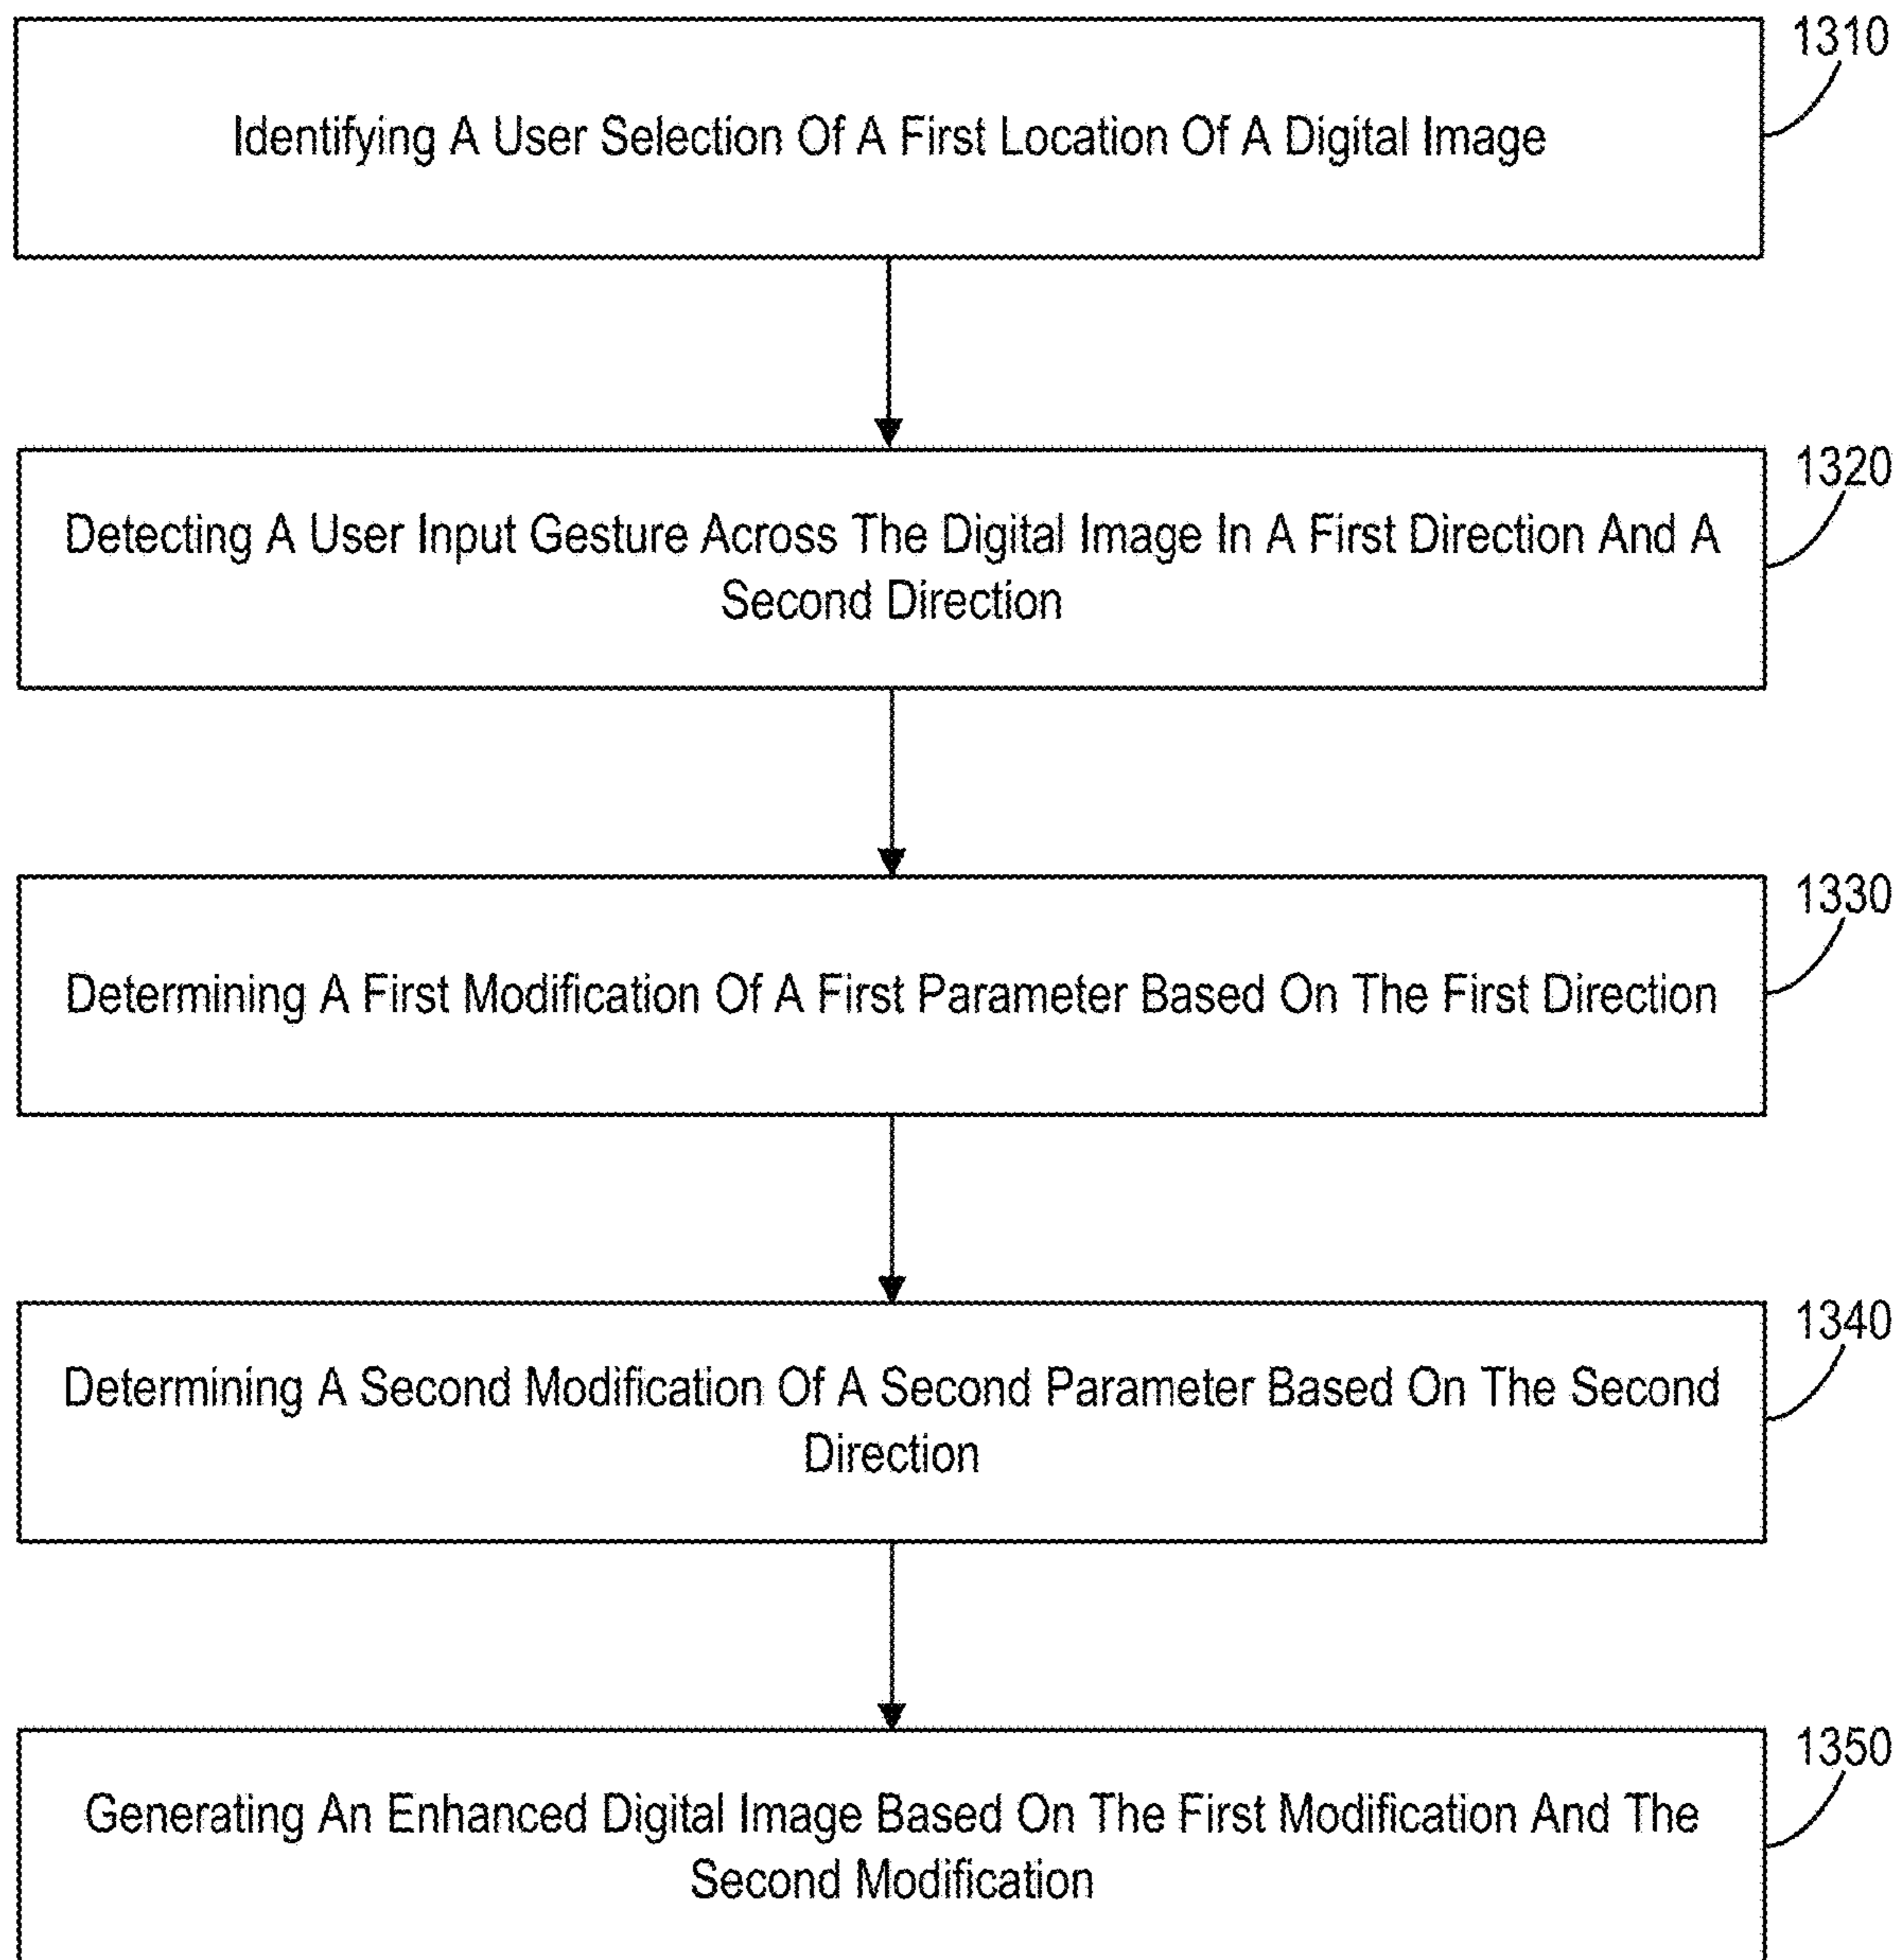 1310
Identifying A User Selection Of A First Location Of A Digital Image
1320
Detecting A User Input Gesture Across The Digital Image In A First Direction And A
Second Direction
1330
Determining A First Modification Of A First Parameter Based On The First Direction
1340
Determining A Second Modification Of A Second Parameter Based On The Second
Direction
1350
Generating An Enhanced Digital Image Based On The First Modification And The
Second Modification